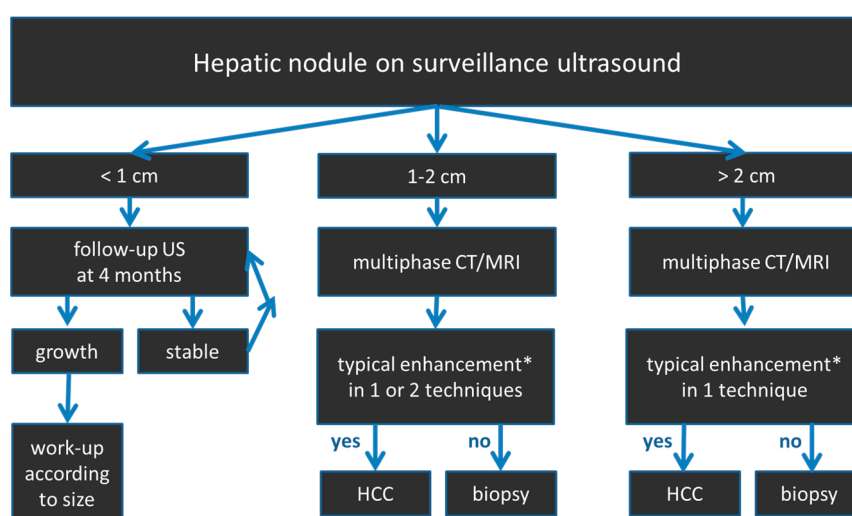 Hepatic nodule on surveillance ultrasound
< 1 cm
1-2 cm
> 2 cm
follow-up US
at 4 months
multiphase CT/MRI
multiphase CT/MRI
growth
stable
typical enhancement*
in 1 or 2 techniques
typical enhancement*
in 1 technique
work-up
according
to size
yes
no
yes
no
HCC
biopsy
HCC
biopsy